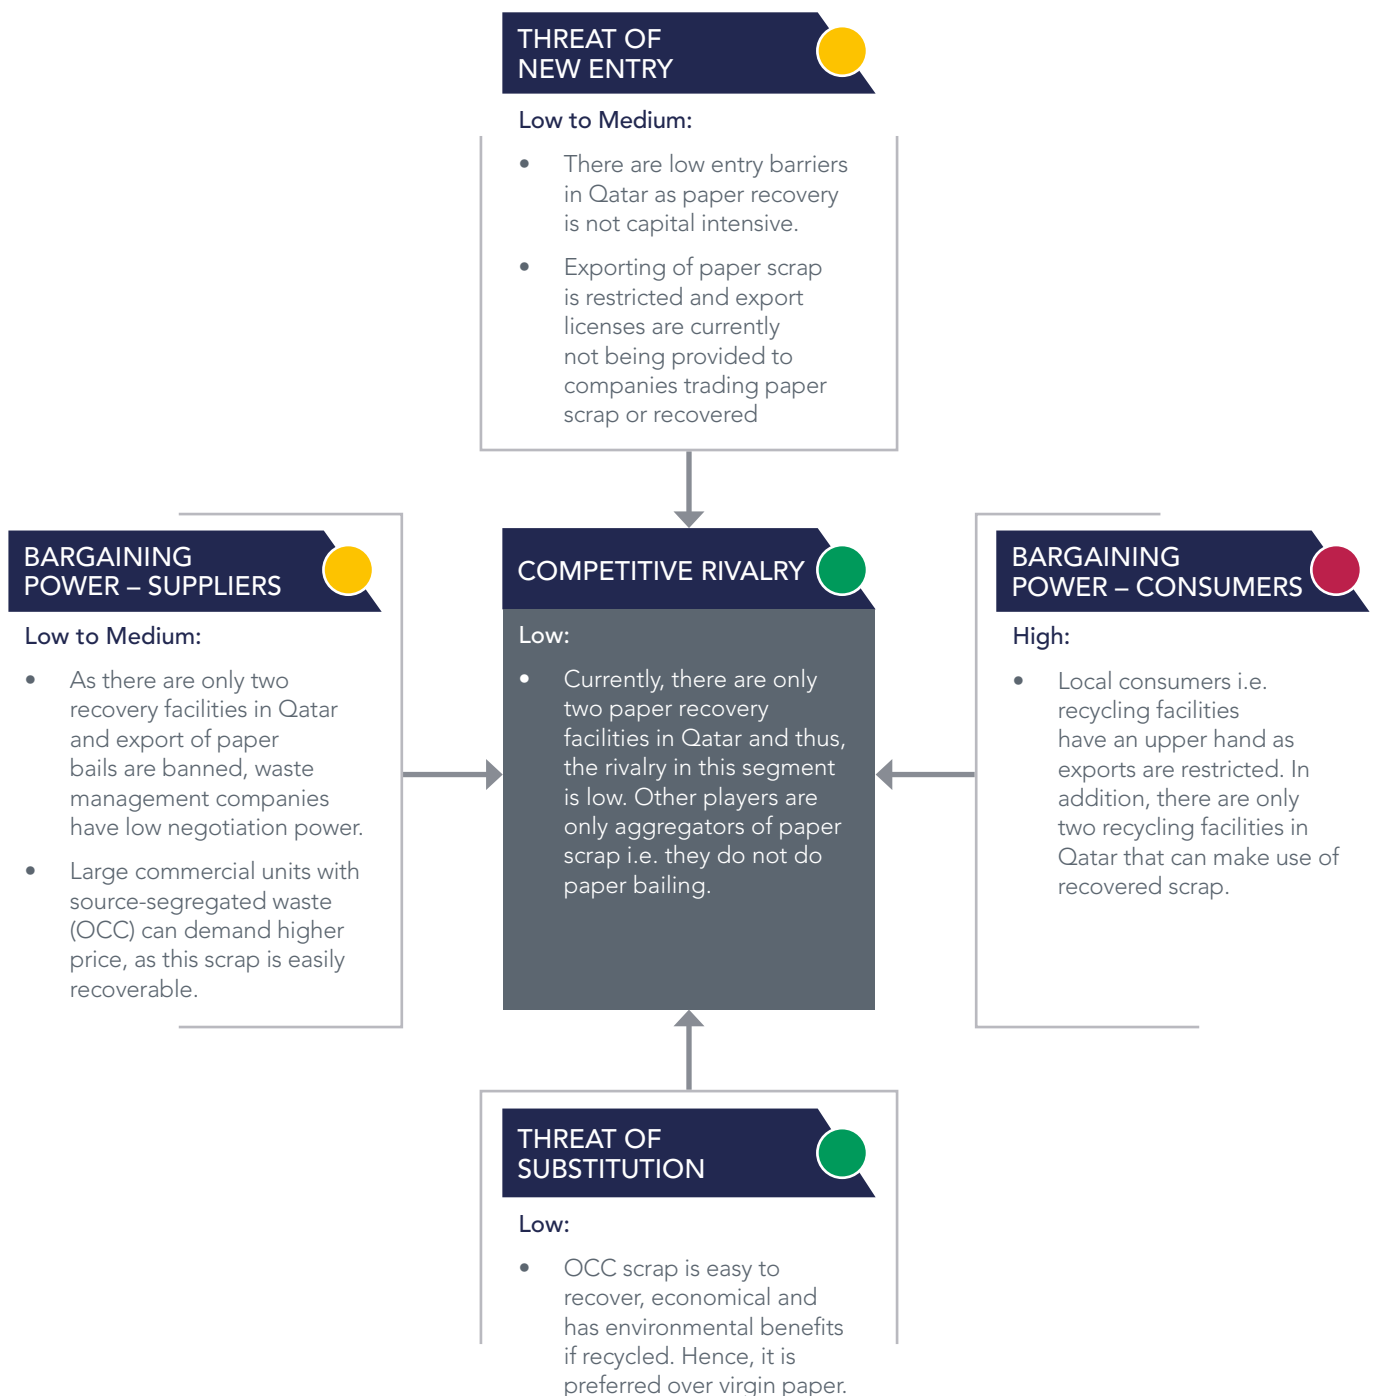 THREAT OF
NEW ENTRY
Low to Medium:
• There are low entry barriers
in Qatar as paper recovery
is not capital intensive.
• Exporting of paper scrap
is restricted and export
licenses are currently
not being provided to
companies trading paper
scrap or recovered
BARGAINING
POWER – SUPPLIERS
Low to Medium:
• As there are only two
recovery facilities in Qatar
and export of paper
bails are banned, waste
management companies
have low negotiation power.
• Large commercial units with
source-segregated waste
(OCC) can demand higher
price, as this scrap is easily
recoverable.
COMPETITIVE RIVALRY
Low:
• Currently, there are only
two paper recovery
facilities in Qatar and thus,
the rivalry in this segment
is low. Other players are
only aggregators of paper
scrap i.e. they do not do
paper bailing.
BARGAINING
POWER – CONSUMERS
High:
• Local consumers i.e.
recycling facilities
have an upper hand as
exports are restricted. In
addition, there are only
two recycling facilities in
Qatar that can make use of
recovered scrap.
THREAT OF
SUBSTITUTION
Low:
• OCC scrap is easy to
recover, economical and
has environmental benefits
if recycled. Hence, it is
preferred over virgin paper.